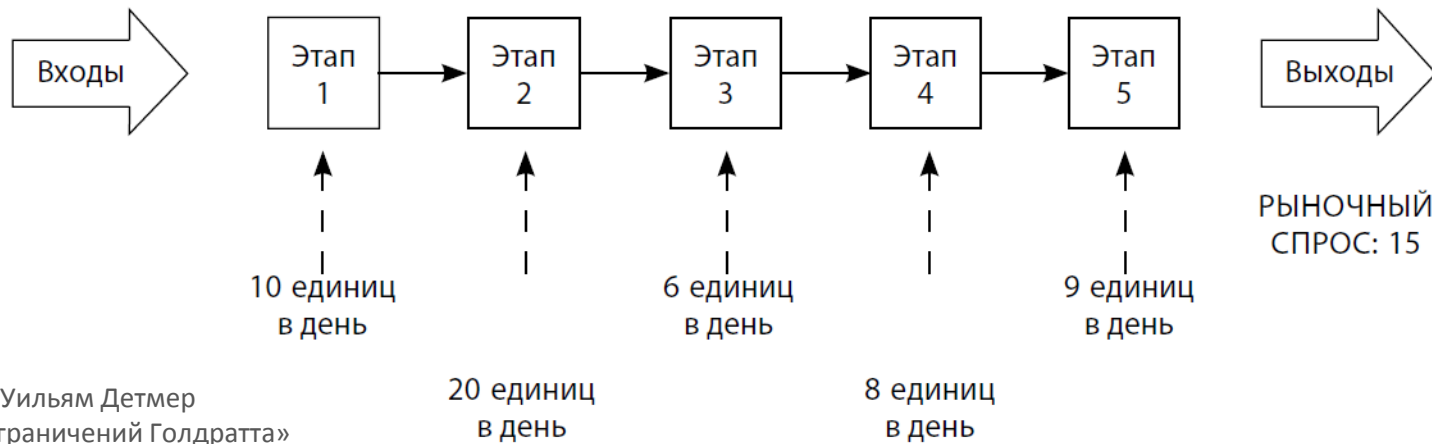 Входы
Этап
1
Этап
2
Этап
3
Этап
4
Этап
5
Выходы
РЫНОЧНЫЙ
СПРОС: 15
10 единиц
в день
6 единиц
в день
9 единиц
в день
20 единиц
в день
8 единиц
в день
Уильям Детмер
Голдратта»